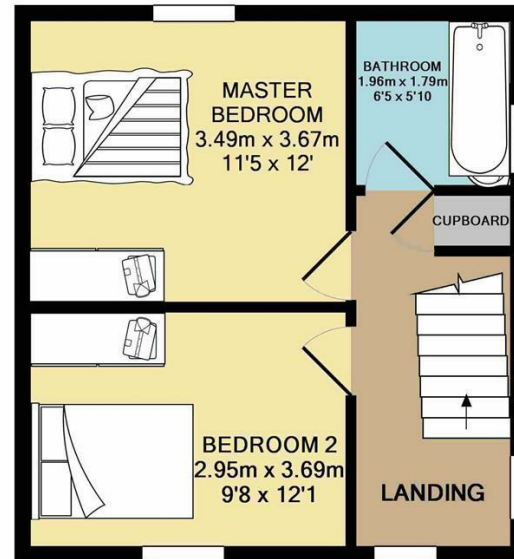 MASTER
BEDROOM
3.49m x 3.67m
11'5 x 12'
BATHROOM
1.96m x 1.79m
6'5 x 5'10
CUPBOARD
BEDROOM 2
2.95m x 3.69m
9'8 x 12'1
LANDING